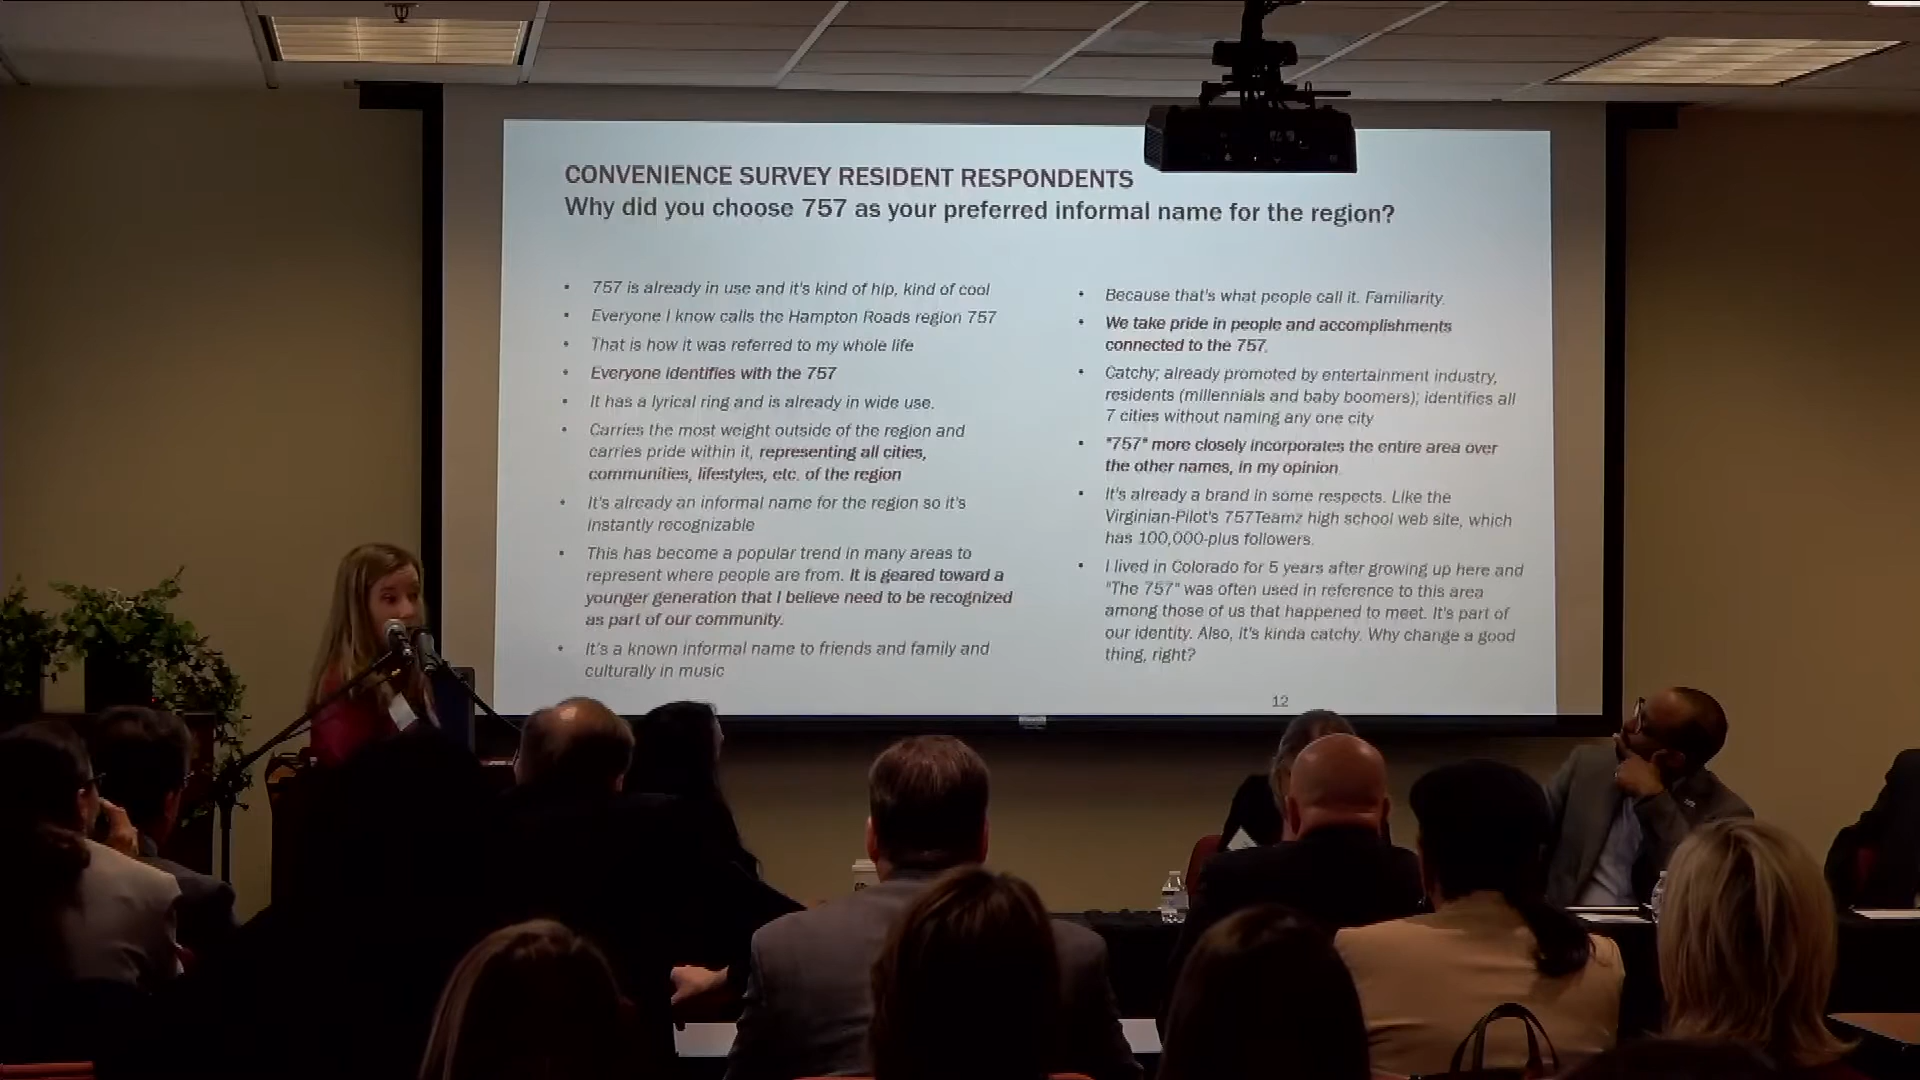 CONVENIENCE SURVEY RESIDENT RESPONDENTS
Why did you choose 757 as your preferred informal name for the region?
• 757 is already in use and it's kind of hip, kind of cool
• Everyone I know calls the Hampton Roads region 757
• That is how it was referred to my whole life
• Everyone identifies with the 757
• It has a lyrical ring and is already in wide use.
• Carries the most weight outside of the region and
carries pride within it, representing all cities,
communities, lifestyles, etc. of the region
• It's already an informal name for the region so it's
instantly recognizable
• This has become a popular trend in many areas to
represent where people are from. It is geared toward a
younger generation that I believe need to be recognized
as part of our community.
• It's a known informal name to friends and family and
culturally in music
• Because that's what people call it. Familiarity.
• We take pride in people and accomplishments
connected to the 757.
• Catchy; already promoted by entertainment industry,
residents (millennials and baby boomers); identifies all
7 cities without naming any one city
• "757" more closely incorporates the entire area over
the other names, in my opinion
• It's already a brand in some respects. Like the
Virginian-Pilot's 757Teamz high school web site, which
has 100,000-plus followers.
• I lived in Colorado for 5 years after growing up here and
"The 757" was often used in reference to this area
among those of us that happened to meet. It's part of
our identity. Also, it's kinda catchy. Why change a good
thing, right?
12